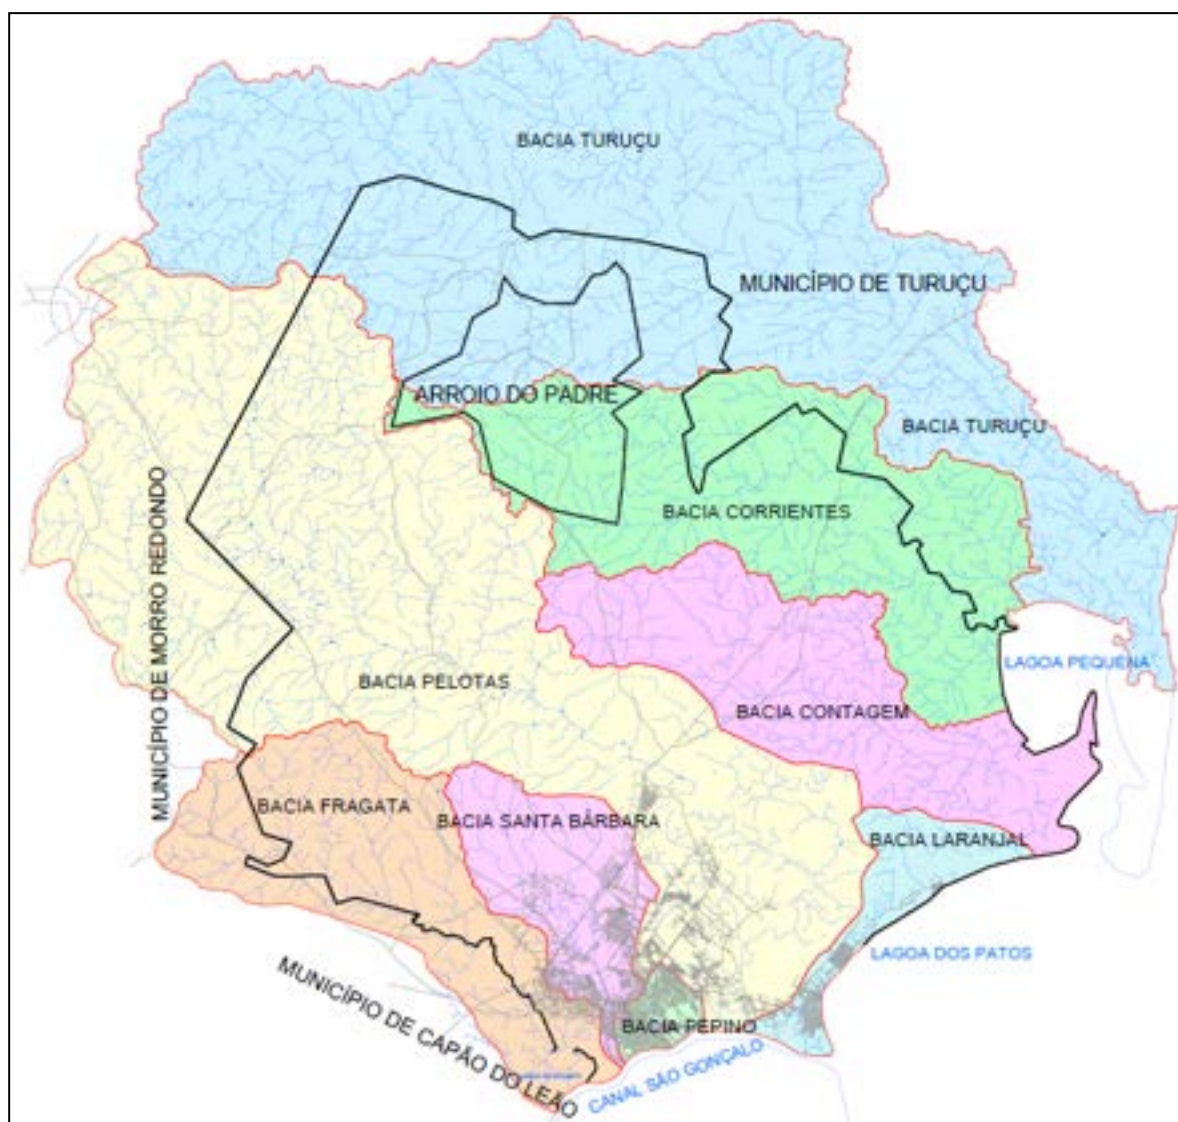 BACIA TURUÇU
MUNICÍPIO DE TURUÇU
ARROIO DO PADRE
BACIA TURUÇU
BACIA CORRIENTES
MUNICÍPIO DE MORRO REDONDO
LAGOA PEQUENA
BACIA PELOTAS
BACIA CONTAGEM
BACIA FRAGATA
BACIA SANTA BÁRBARA
BACIA LARANJAL
LAGOA DOS PATOS
MUNICÍPIO DE CAPÃO DO LEÃO
BACIA PEPINO
CANAL SÃO GONÇALO